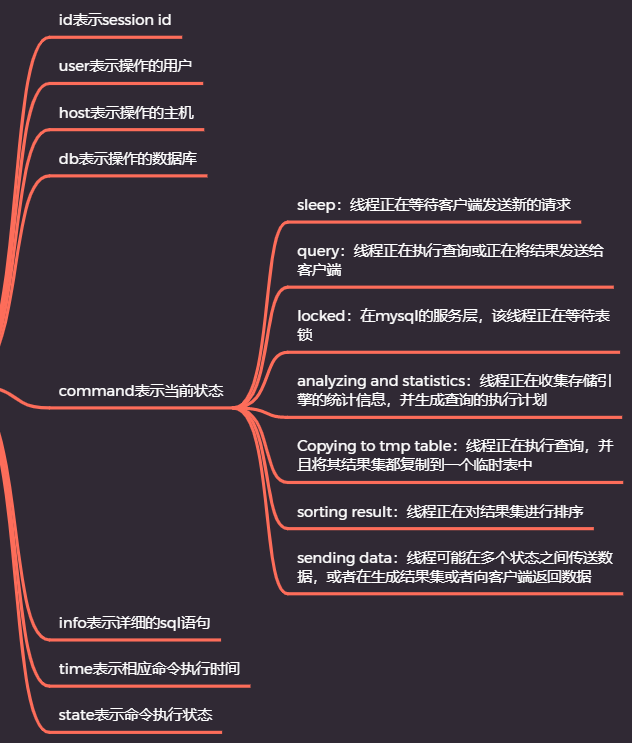 id表示session id
user表示操作的用户
host表示操作的主机
db表示操作的数据库
command表示当前状态
sleep：线程正在等待客户端发送新的请求
query：线程正在执行查询或正在将结果发送给
客户端
locked：在mysql的服务层，该线程正在等待表
锁
analyzing and statistics：线程正在收集存储引
擎的统计信息，并生成查询的执行计划
Copying to tmp table：线程正在执行查询，并
且将其结果集都复制到一个临时表中
sorting result：线程正在对结果集进行排序
sending data：线程可能在多个状态之间传送数
据，或者在生成结果集或者向客户端返回数据
info表示详细的sql语句
time表示相应命令执行时间
state表示命令执行状态